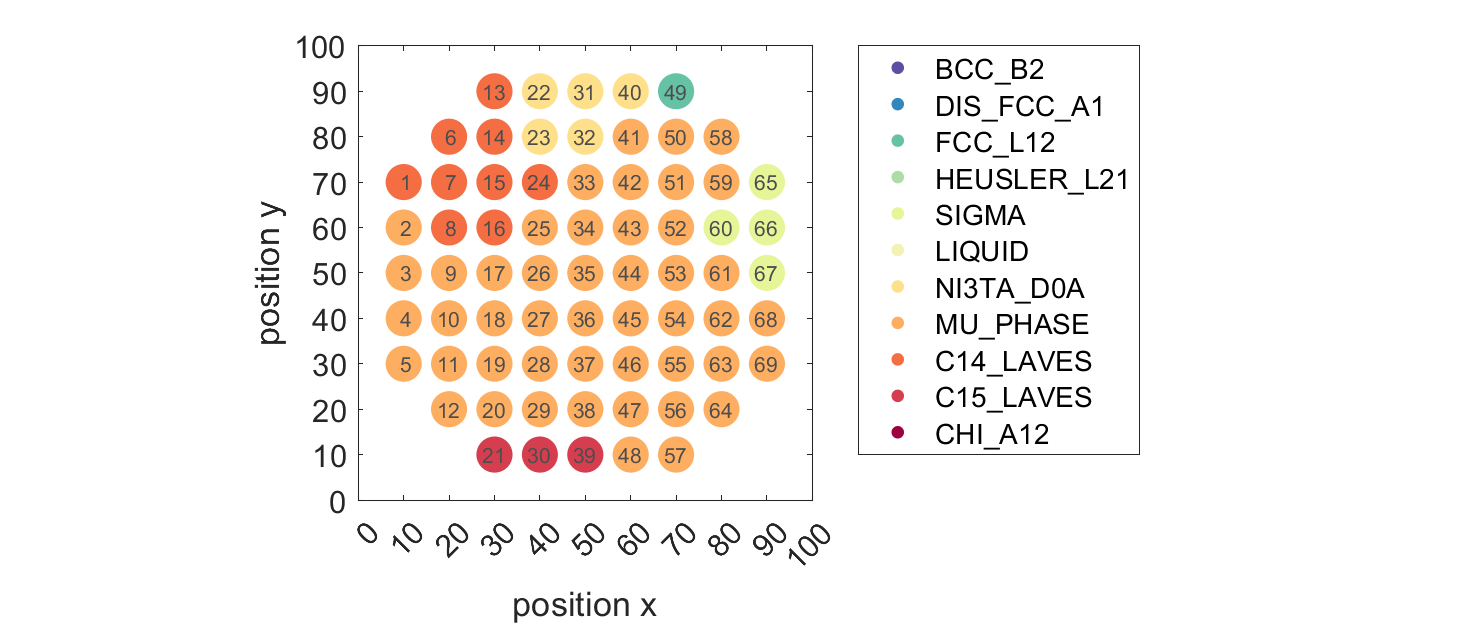 100
90
80
70
60
50
40
30
20
10
0
position y
13 22 31 40 49
6 14 23 32 41 50 58
1 7 15 24 33 42 51 59 65
2 8 16 25 34 43 52 60 66
3 9 17 26 35 44 53 61 67
4 10 18 27 36 45 54 62 68
5 11 19 28 37 46 55 63 69
12 20 29 38 47 56 64
21 30 39 48 57
0 10 20 30 40 50 60 70 80 90 100
position x
BCC_B2
DIS_FCC_A1
FCC_L12
HEUSLER_L21
SIGMA
LIQUID
NI3TA_D0A
MU_PHASE
C14_LAVES
C15_LAVES
CHI_A12